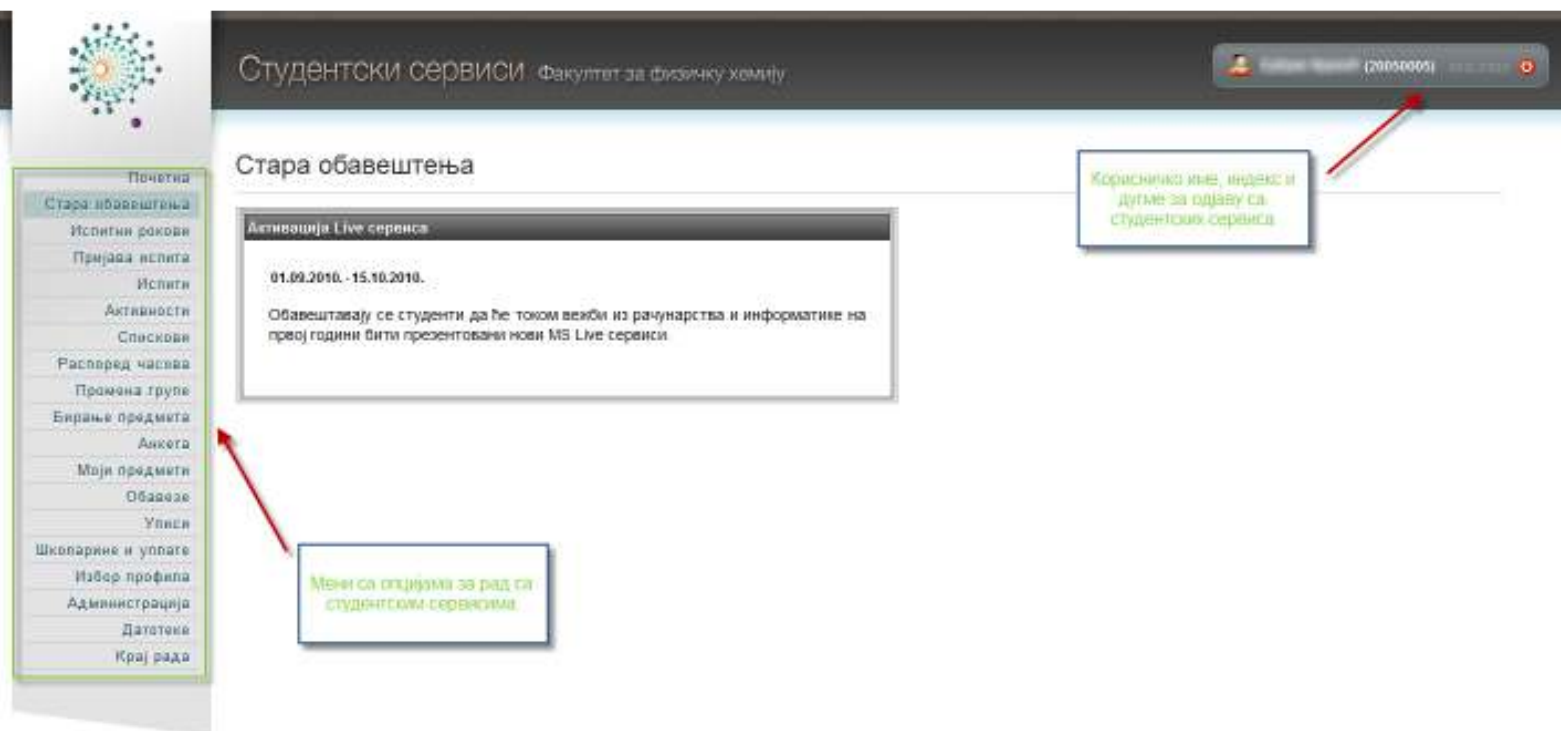 Студентски сервиси Факултет за физичку хемију
(20050005)
Стара обавештења
Корисничко име, индекс и
дугме за одјаву са
студентских сервиса
Почетна
Стара обавештења
Испитни рокови
Пријава испита
Испити
Активности
Спискови
Распоред часова
Промена групе
Бирање предмета
Анкета
Моји предмети
Обавезе
Уписи
Школарине и уплате
Избор профила
Администрација
Датотеке
Крај рада
Активација Live сервиса
01.09.2010. - 15.10.2010.
Обавештавају се студенти да ће током вежби из рачунарства и информатике на
првој години бити презентовани нови MS Live сервиси
Мени са опцијама за рад са
студентским сервисима